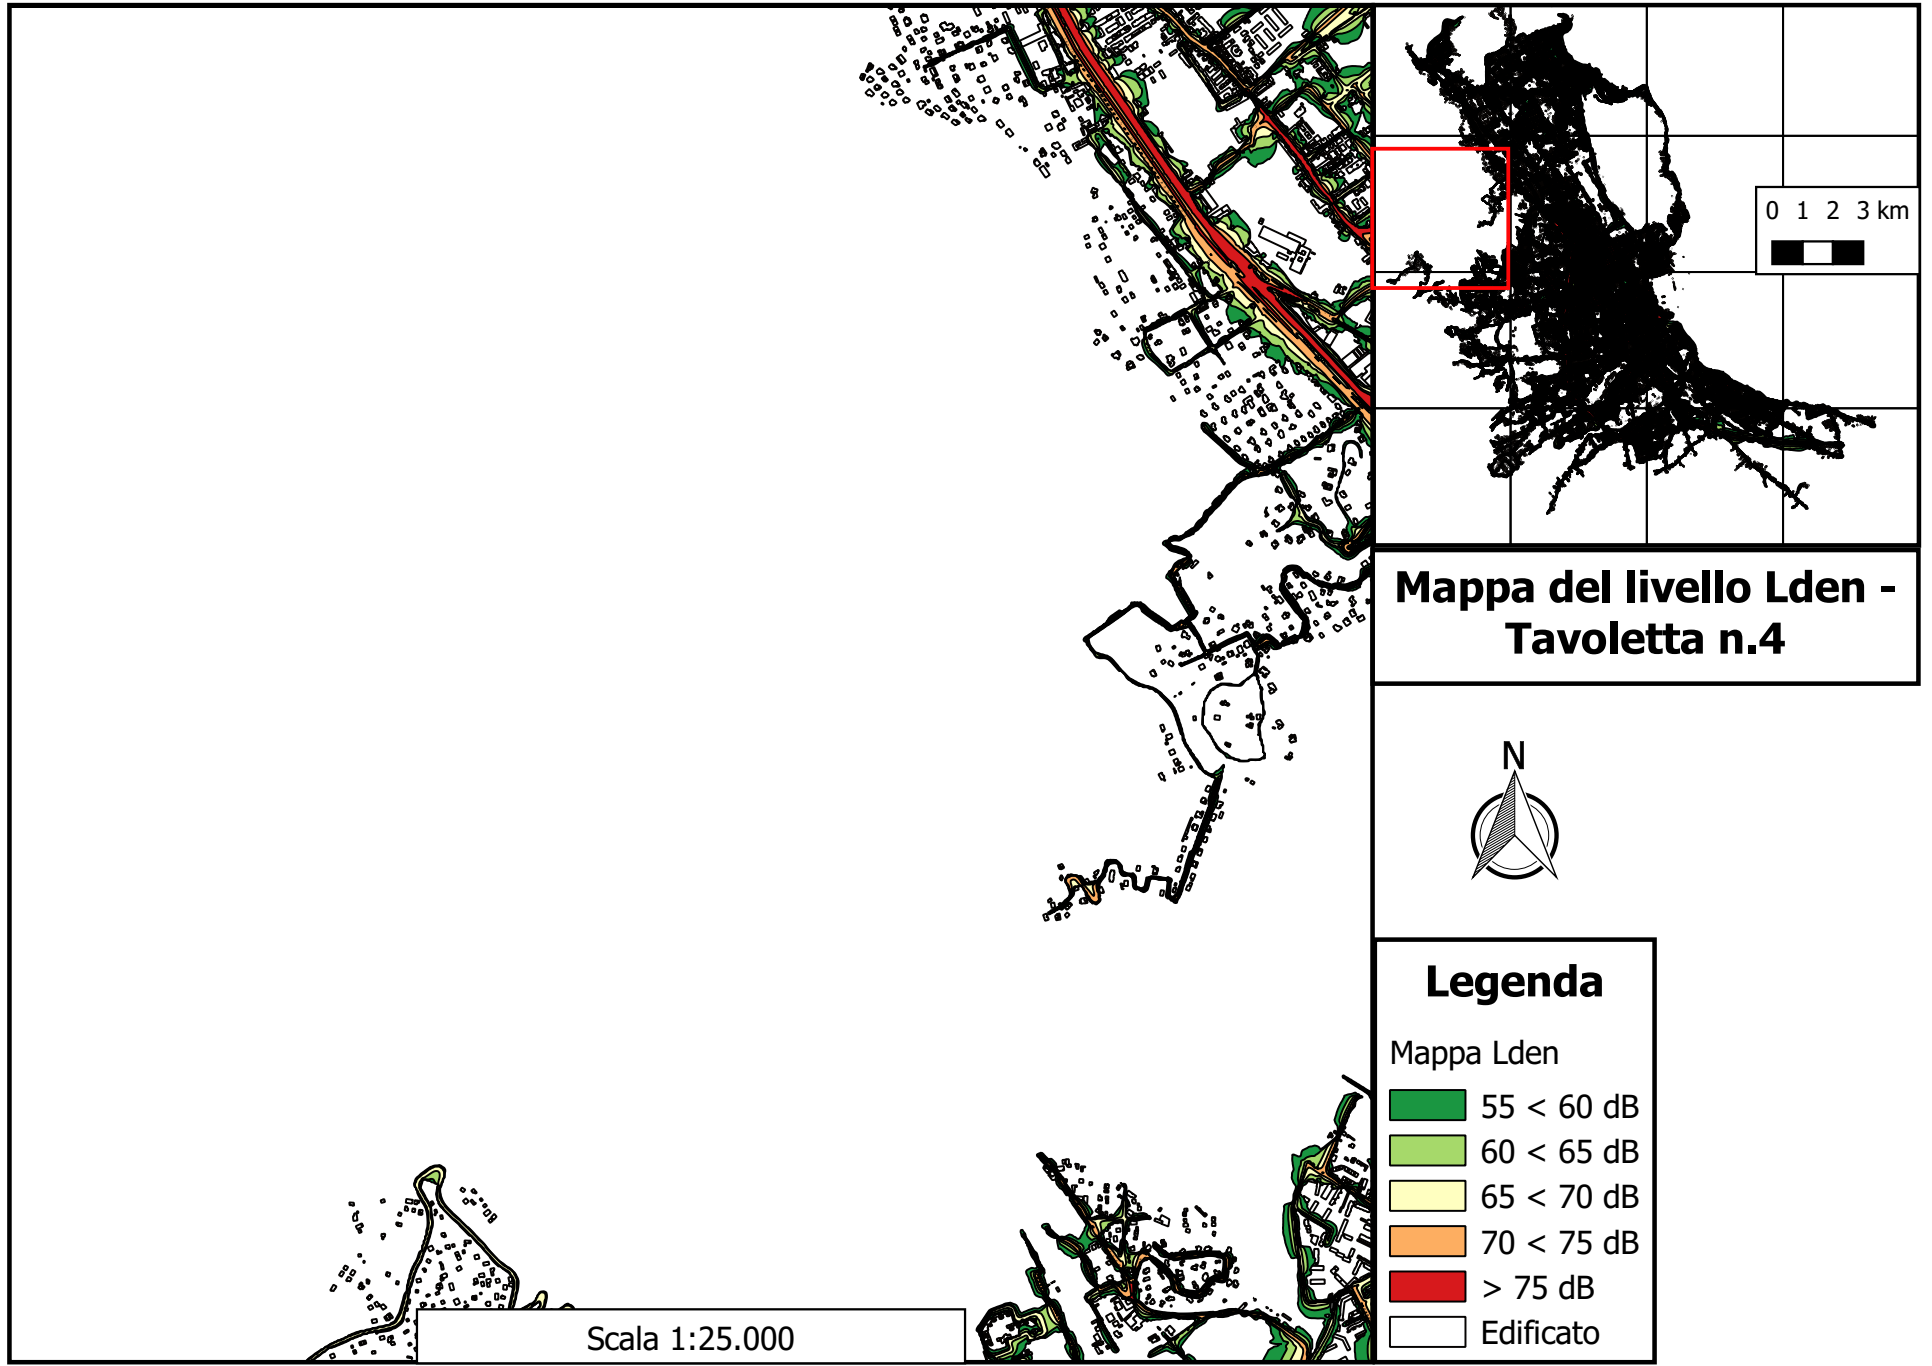 0 1 2 3 km
Mappa del livello Lden -
Tavoletta n.4
N
Legenda
Mappa Lden
55 < 60 dB
60 < 65 dB
65 < 70 dB
70 < 75 dB
> 75 dB
Edificato
Scala 1:25.000